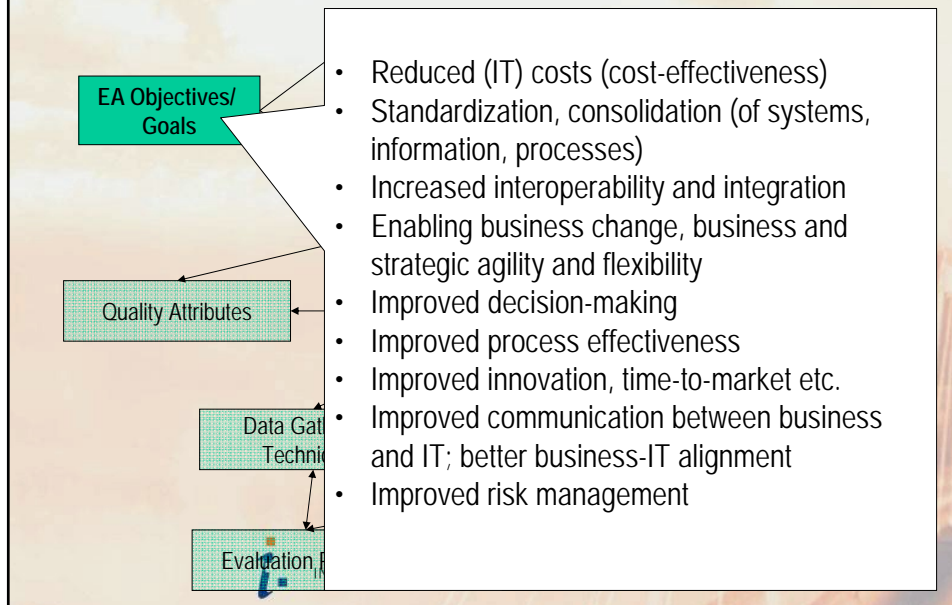 EA Objectives/
Goals
• Reduced (IT) costs (cost-effectiveness)
• Standardization, consolidation (of systems,
information, processes)
• Increased interoperability and integration
• Enabling business change, business and
strategic agility and flexibility
• Improved decision-making
• Improved process effectiveness
• Improved innovation, time-to-market etc.
• Improved communication between business
and IT; better business-IT alignment
• Improved risk management
Quality Attributes
Data
Evaluation